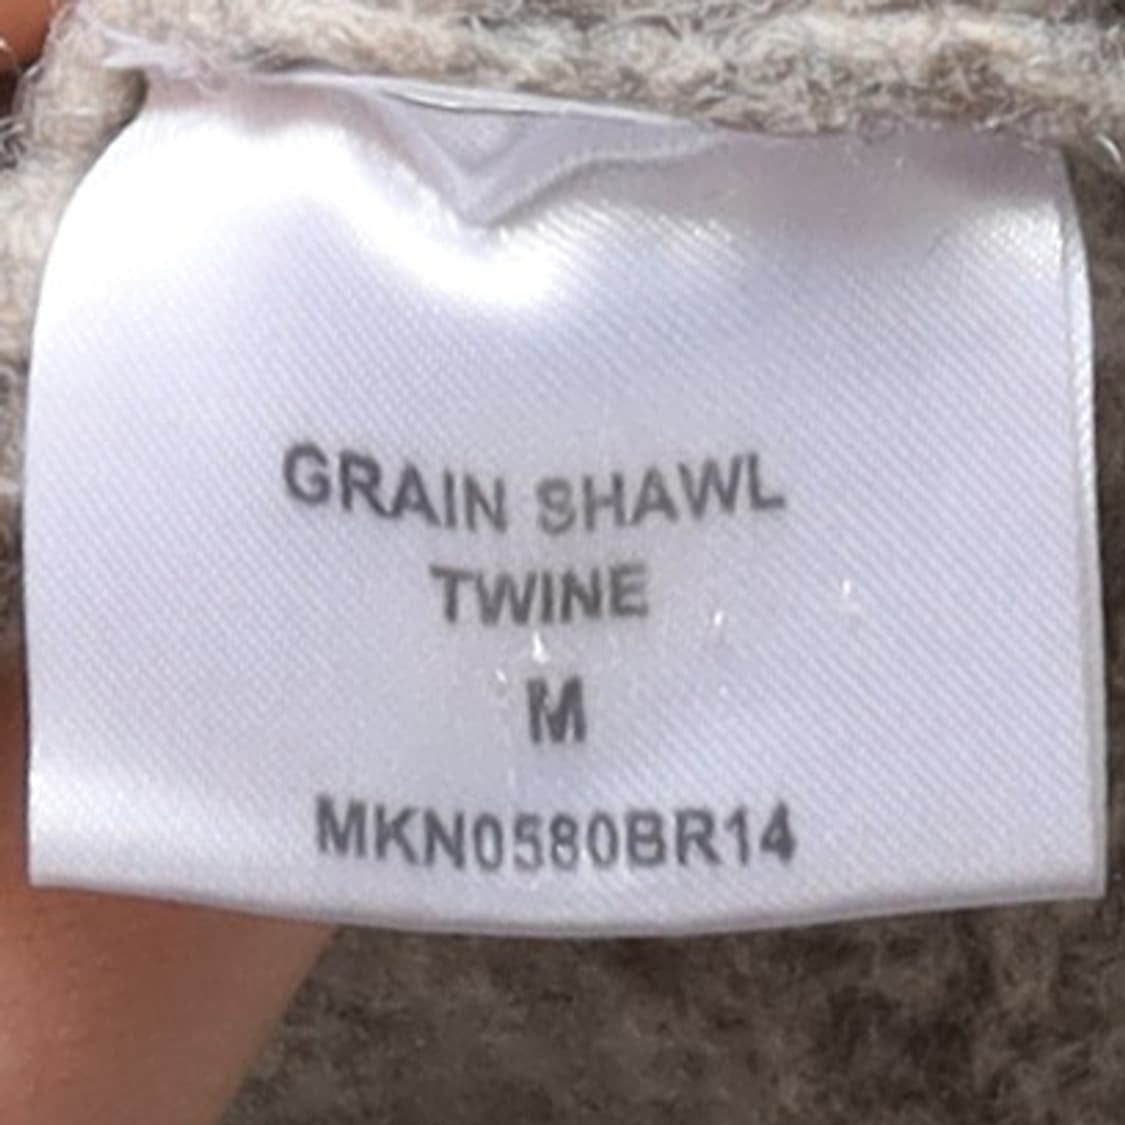 GRAIN SHAWL
TWINE
M
MKN0580BR14